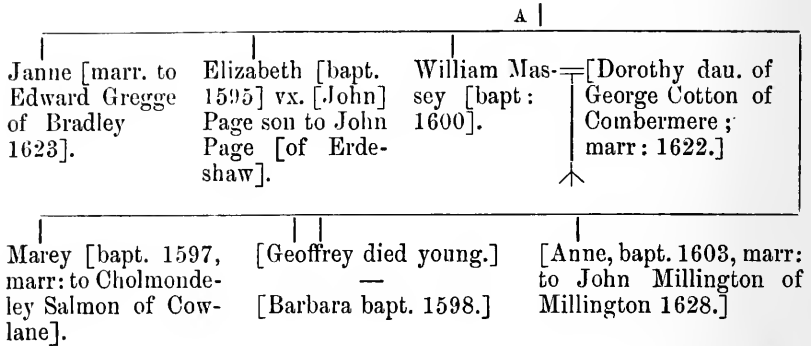 A
Janne [marr. to
Edward Gregge
of Bradley
1623].
Elizabeth [bapt.
1595] vx. [John]
Page son to John
Page [of Erde-
shaw].
William Mas-
sey [bapt:
1600].
[Dorothy dau. of
George Cotton of
Combermere;
marr: 1622.]
Marey [bapt. 1597,
marr: to Cholmonde-
ley Salmon of Cow-
lane].
[Geoffrey died young.]
—
[Barbara bapt. 1598.]
[Anne, bapt. 1603, marr:
to John Millington of
Millington 1628.]